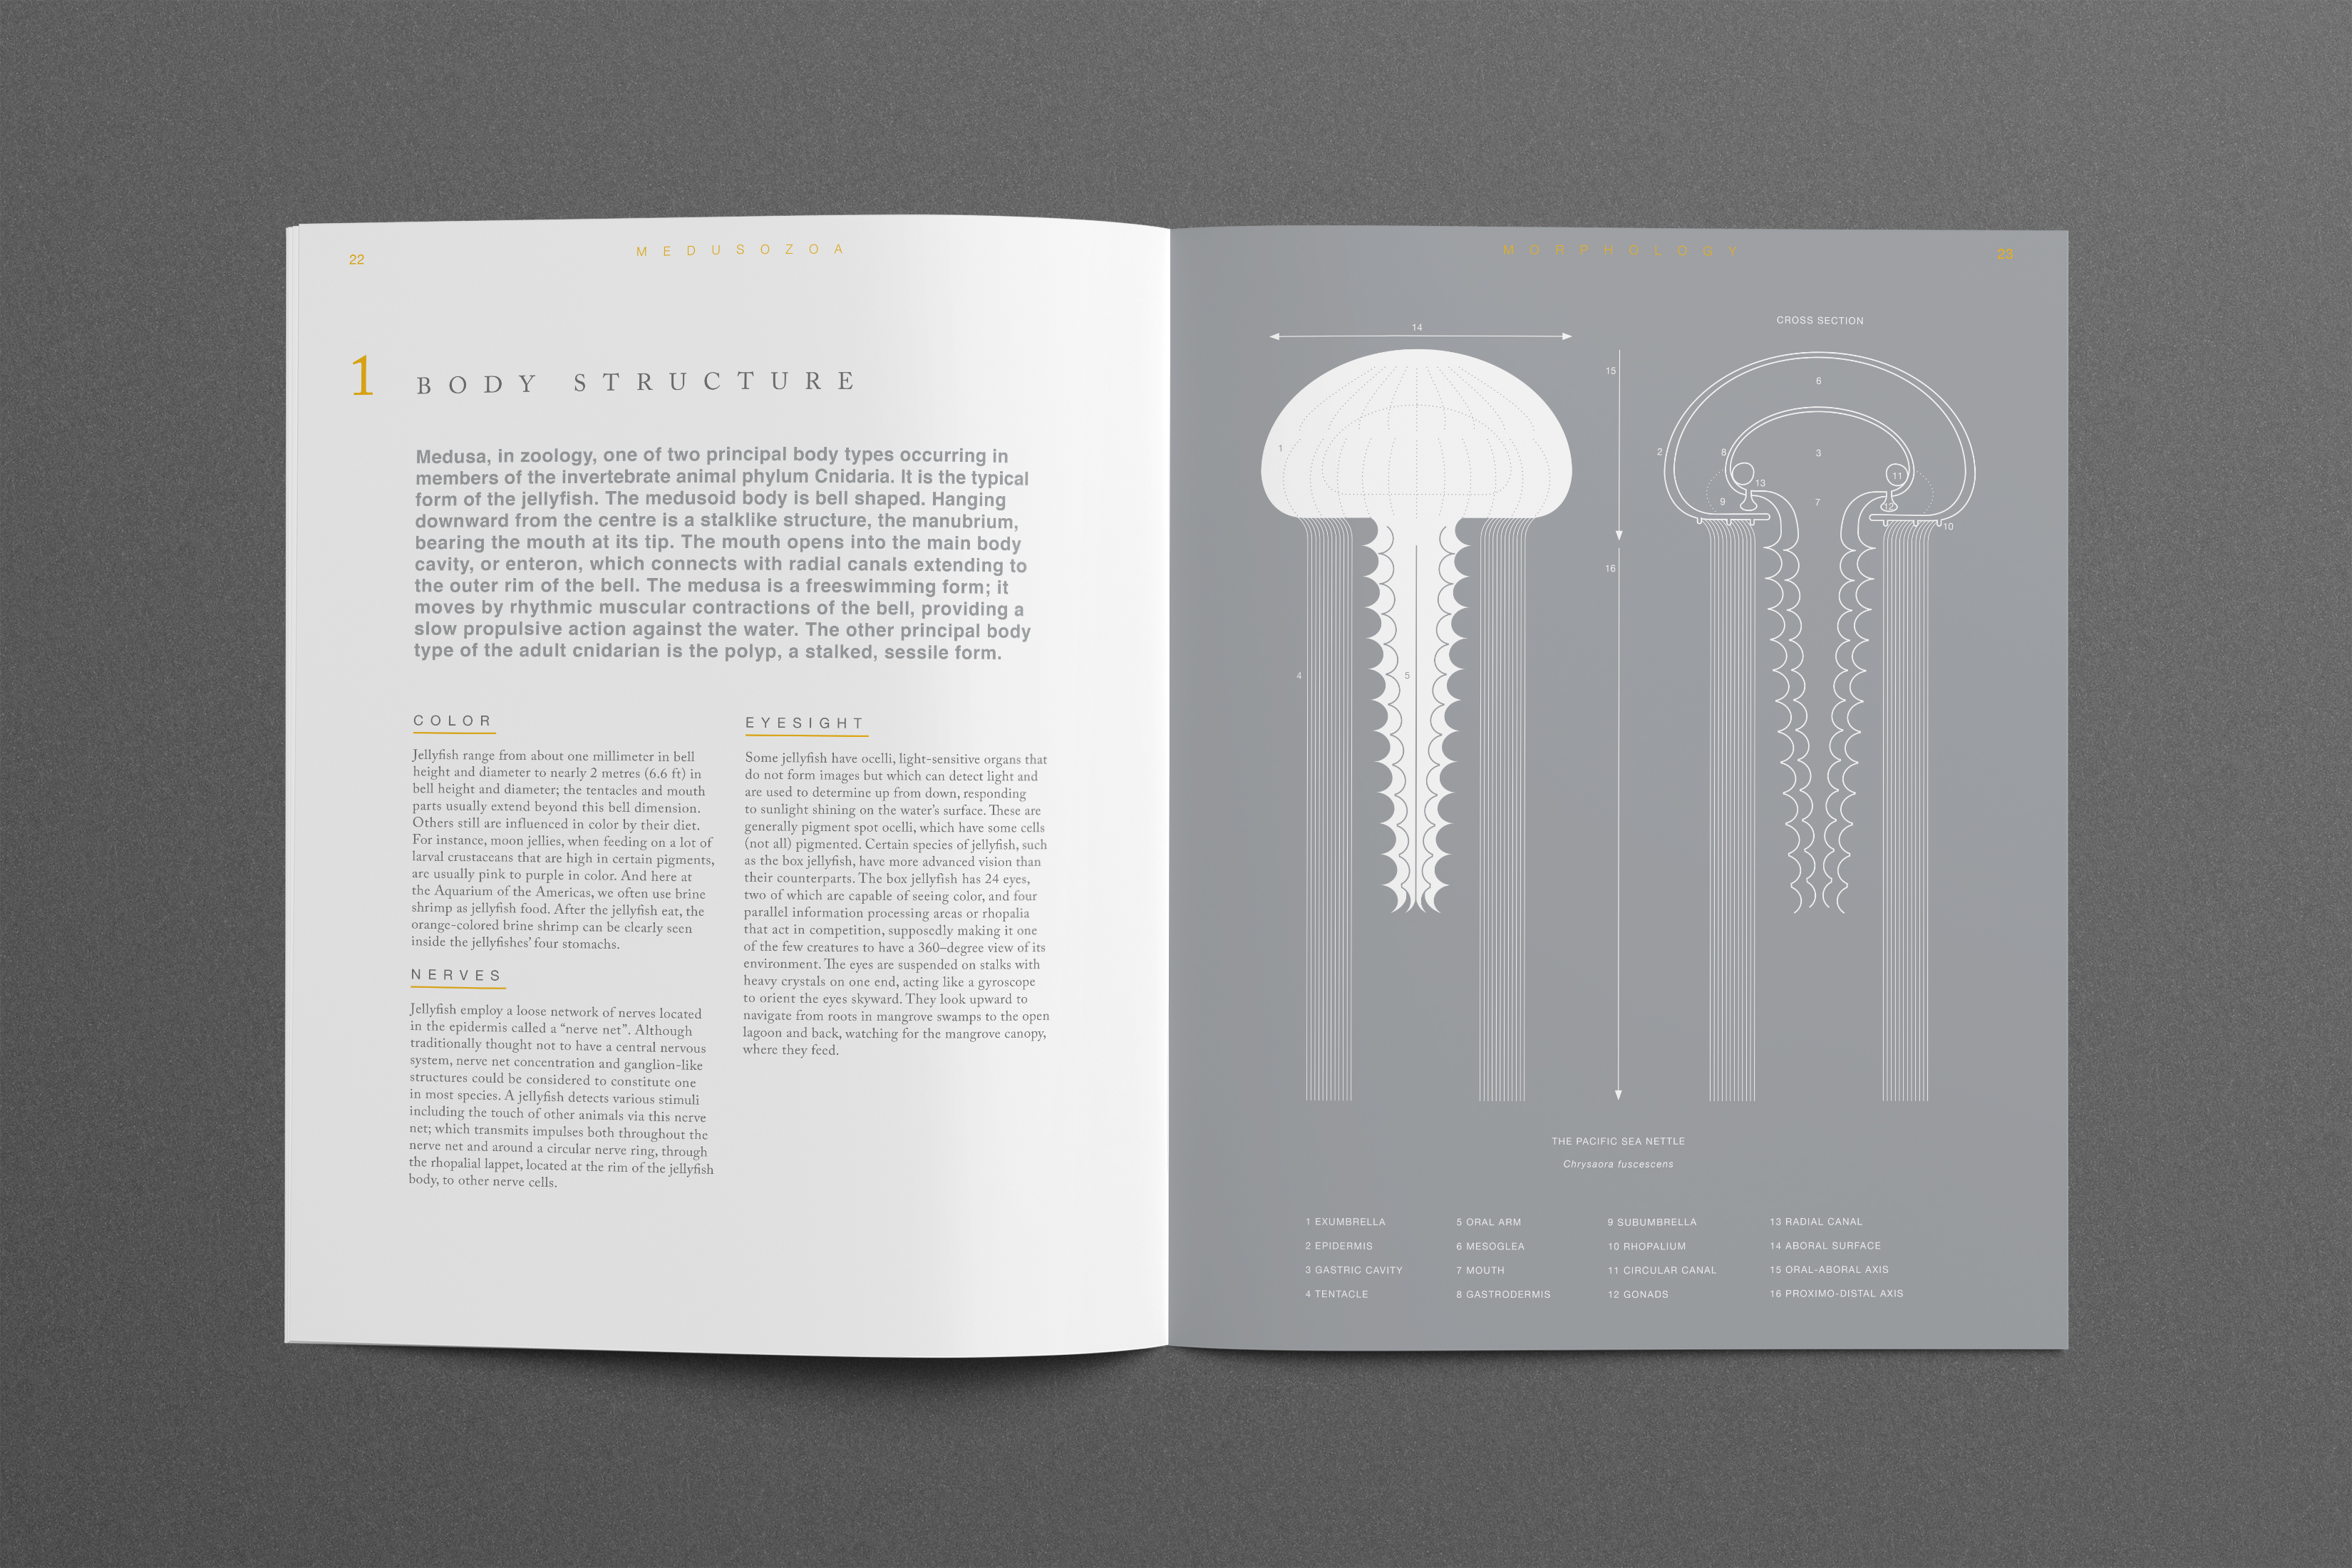 22
MEDUSOZOA
1 BODY STRUCTURE
Medusa, in zoology, one of two principal body types occurring in
members of the invertebrate animal phylum Cnidaria. It is the typical
form of the jellyfish. The medusoid body is bell shaped. Hanging
downward from the centre is a stalklike structure, the manubrium,
bearing the mouth at its tip. The mouth opens into the main body
cavity, or enteron, which connects with radial canals extending to
the outer rim of the bell. The medusa is a freeswimming form; it
moves by rhythmic muscular contractions of the bell, providing a
slow propulsive action against the water. The other principal body
type of the adult cnidarian is the polyp, a stalked, sessile form.
COLOR
Jellyfish range from about one millimeter in bell
height and diameter to nearly 2 metres (6.6 ft) in
bell height and diameter; the tentacles and mouth
parts usually extend beyond this bell dimension.
Others still are influenced in color by their diet.
For instance, moon jellies, when feeding on a lot of
larval crustaceans that are high in certain pigments,
are usually pink to purple in color. And here at
the Aquarium of the Americas, we often use brine
shrimp as jellyfish food. After the jellyfish eat, the
orange-colored brine shrimp can be clearly seen
inside the jellyfishes' four stomachs.
NERVES
Jellyfish employ a loose network of nerves located
in the epidermis called a “nerve net”. Although
traditionally thought not to have a central nervous
system, nerve net concentration and ganglion-like
structures could be considered to constitute one
in most species. A jellyfish detects various stimuli
including the touch of other animals via this nerve
net; which transmits impulses both throughout the
nerve net and around a circular nerve ring, through
the rhopalial lappet, located at the rim of the jellyfish
body, to other nerve cells.
EYESIGHT
Some jellyfish have ocelli, light-sensitive organs that
do not form images but which can detect light and
are used to determine up from down, responding
to sunlight shining on the water's surface. These are
generally pigment spot ocelli, which have some cells
(not all) pigmented. Certain species of jellyfish, such
as the box jellyfish, have more advanced vision than
their counterparts. The box jellyfish has 24 eyes,
two of which are capable of seeing color, and four
parallel information processing areas or rhopalia
that act in competition, supposedly making it one
of the few creatures to have a 360–degree view of its
environment. The eyes are suspended on stalks with
heavy crystals on one end, acting like a gyroscope
to orient the eyes skyward. They look upward to
navigate from roots in mangrove swamps to the open
lagoon and back, watching for the mangrove canopy,
where they feed.
MORPHOLOGY
23
14
1
4
5
15
16
CROSS SECTION
6
2
8
3
13
11
9
7
12
10
THE PACIFIC SEA NETTLE
Chrysaora fuscescens
1 EXUMBRELLA
2 EPIDERMIS
3 GASTRIC CAVITY
4 TENTACLE
5 ORAL ARM
6 MESOGLEA
7 MOUTH
8 GASTRODERMIS
9 SUBUMBRELLA
10 RHOPALIUM
11 CIRCULAR CANAL
12 GONADS
13 RADIAL CANAL
14 ABORAL SURFACE
15 ORAL-ABORAL AXIS
16 PROXIMO-DISTAL AXIS